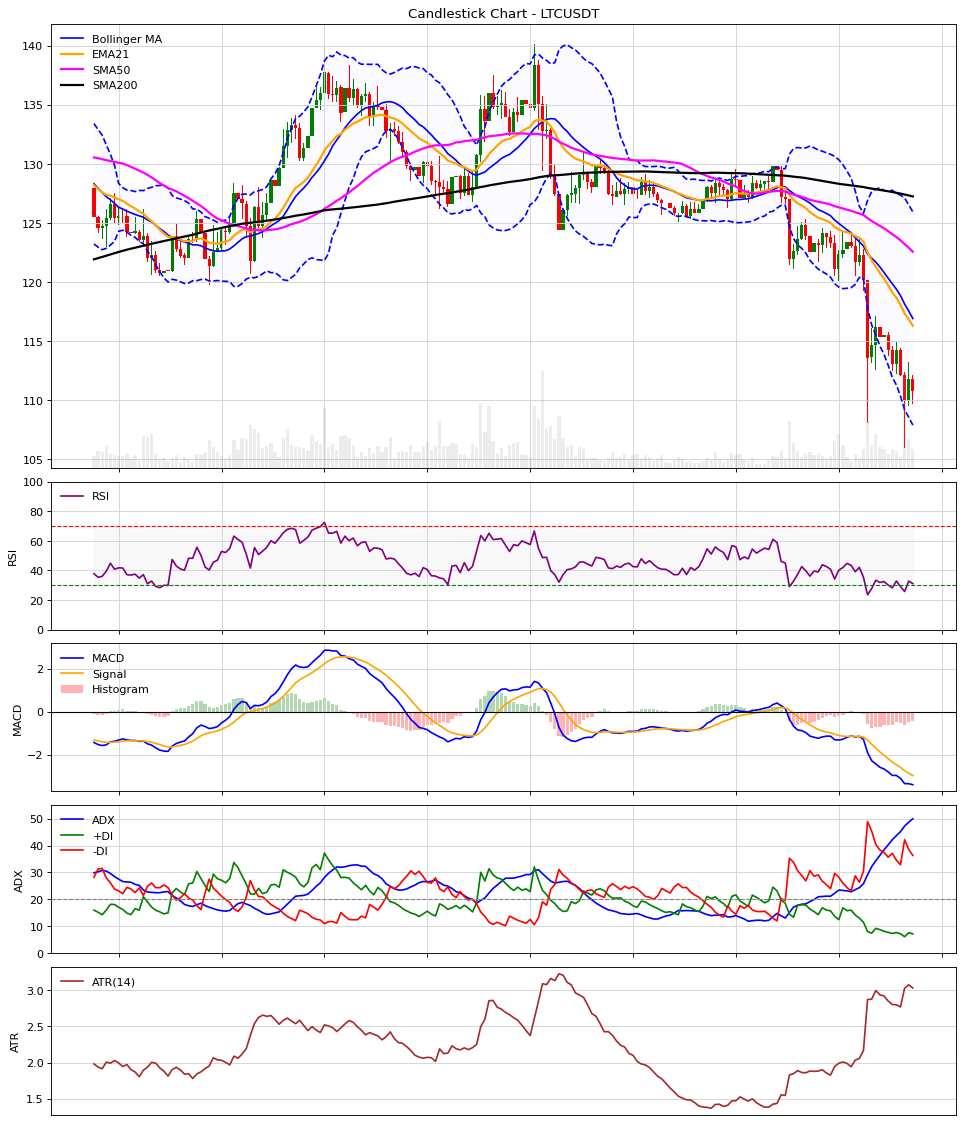 Candlestick Chart - LTCUSDT
Bollinger MA
EMA21
SMA50
SMA200
140
135
130
125
120
115
110
105
RSI
100
80
60
40
20
0
RSI
MACD
Signal
Histogram
2
0
−2
MACD
ADX
+DI
-DI
50
40
30
20
10
0
ADX
ATR(14)
3.0
2.5
2.0
1.5
ATR